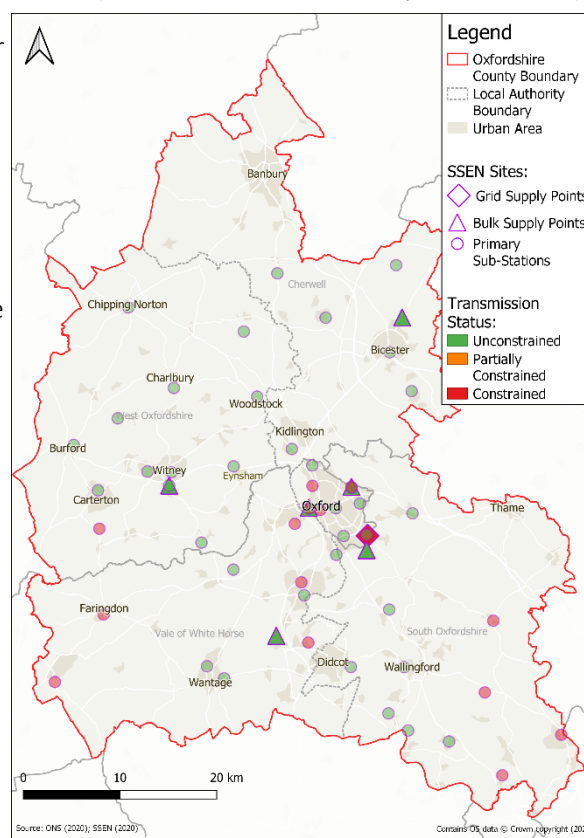 Legend
Oxfordshire
County Boundary
Local Authority
Boundary
Urban Area
SSEN Sites:
Grid Supply Points
Bulk Supply Points
Primary
Sub-Stations
Transmission
Status:
Unconstrained
Partially
Constrained
Constrained
Banbury
Cherwell
Chipping Norton
Bicester
Charlbury
West Oxfordshire
Woodstock
Kidlington
Burford
Witney
Eynsham
Carterton
Oxford
Thame
Faringdon
Vale of White Horse
South Oxfordshire
Didcot
Wallingford
Wantage
0 10 20 km
Source: ONS (2020); SSEN (2020)
Contains OS data © Crown copyright (20